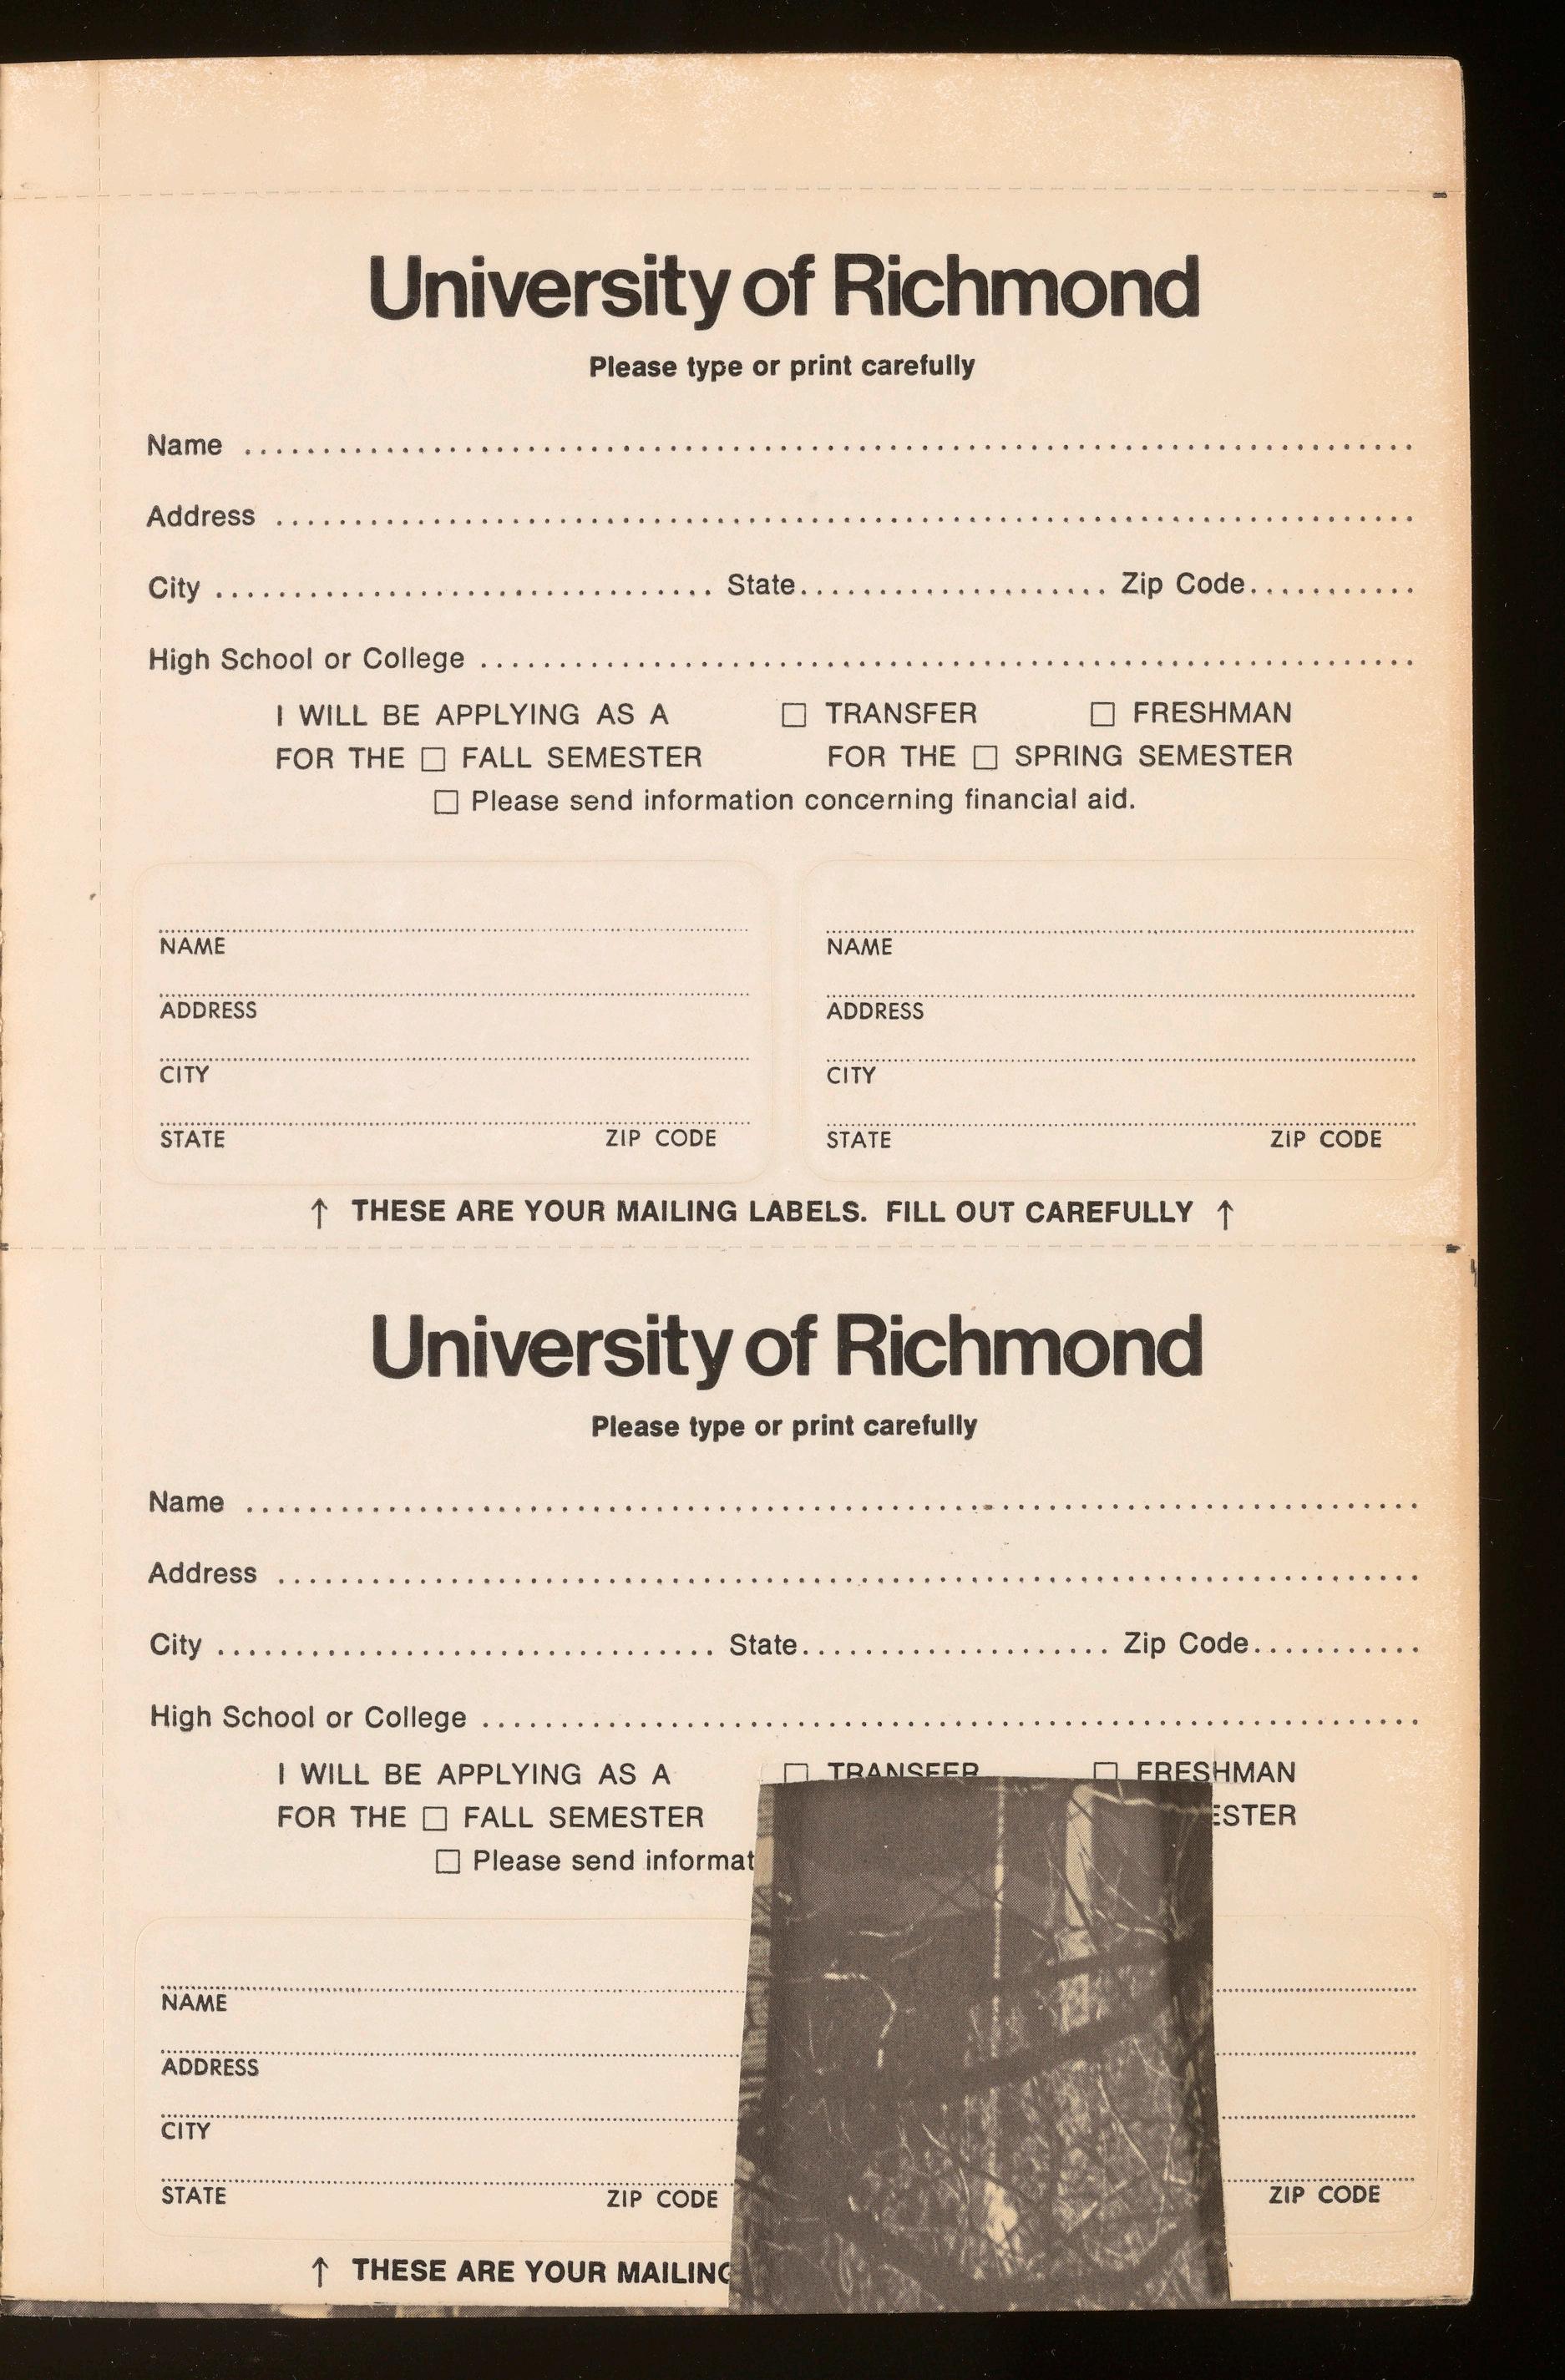 University of Richmond
Please type or print carefully
Name
Address
City State Zip Code
High School or College
I WILL BE APPLYING AS A □ TRANSFER □ FRESHMAN
FOR THE □ FALL SEMESTER FOR THE □ SPRING SEMESTER
□ Please send information concerning financial aid.
NAME NAME
ADDRESS ADDRESS
CITY CITY
STATE ZIP CODE STATE ZIP CODE
↑ THESE ARE YOUR MAILING LABELS. FILL OUT CAREFULLY ↑
University of Richmond
Please type or print carefully
Name
Address
City State Zip Code
High School or College
I WILL BE APPLYING AS A □ TRANSFER □ FRESHMAN
FOR THE □ FALL SEMESTER
□ Please send
NAME
ADDRESS
CITY
STATE ZIP CODE ZIP CODE
↑ THESE ARE YOUR MAILING